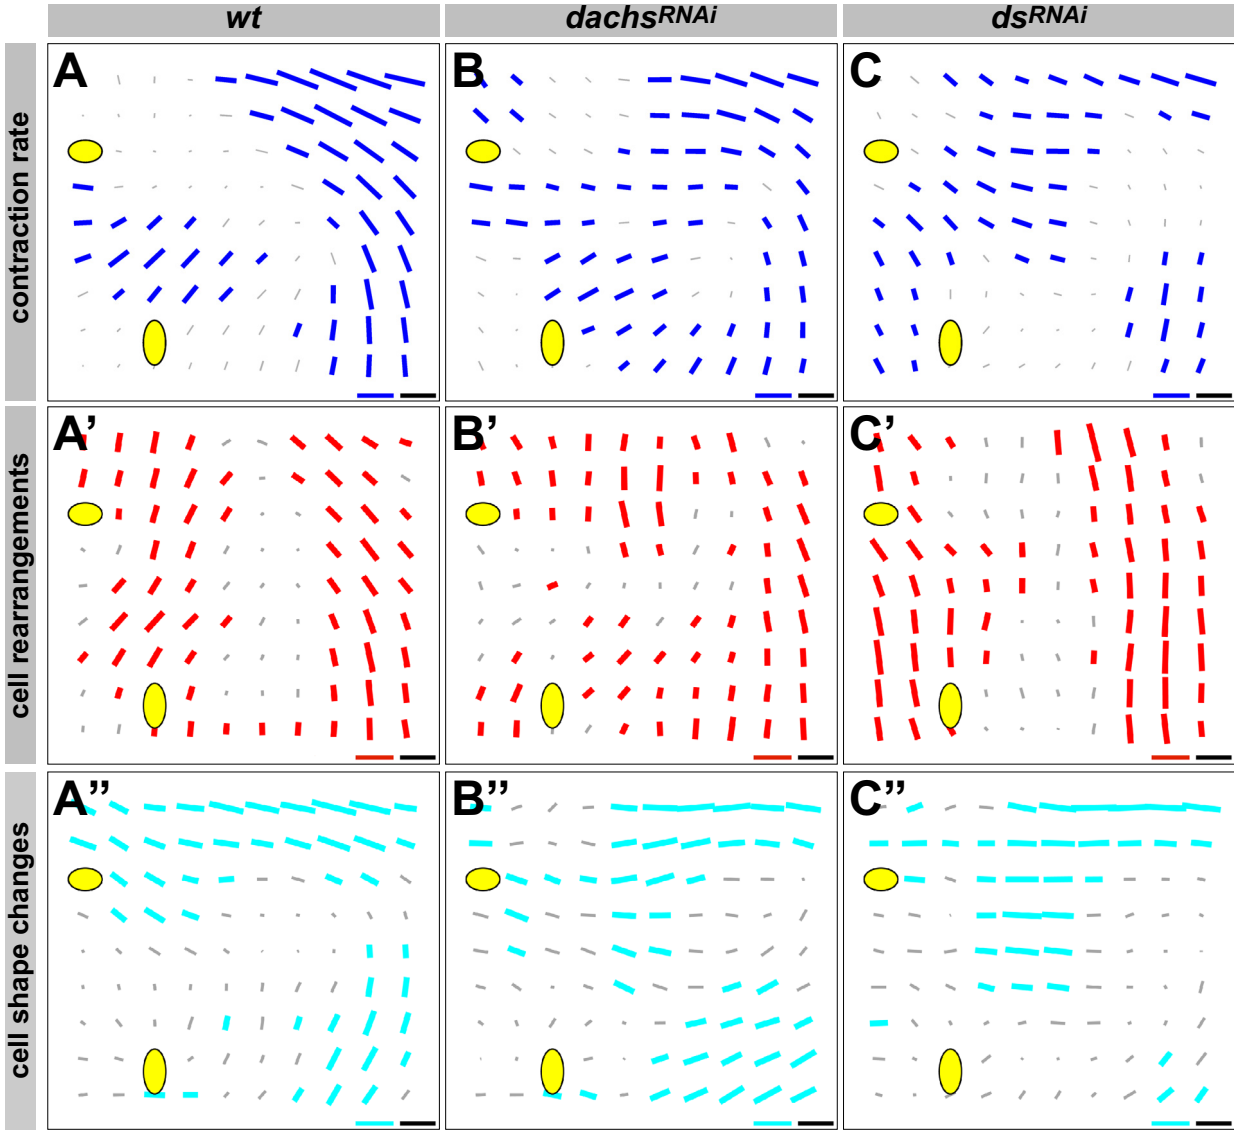 wt dachsRNAi dsRNAi
contraction rate
A B C
cell rearrangements
A’ B’ C’
cell shape changes
A’’ B’’ C’’